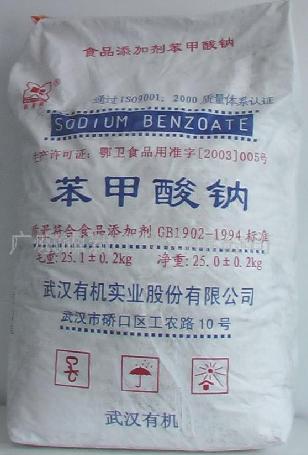 食品添加剂苯甲酸钠
通过ISO9001：2000质量体系认证
SODIUM BENZOATE
生产许可证：鄂卫食品用准字[2003]005号
苯甲酸钠
质量符合食品添加剂GB1902-1994标准
毛重:25.1±0.2kg 净重:25.0±0.2kg
武汉有机实业股份有限公司
武汉市硚口区工农路10号
武汉有机